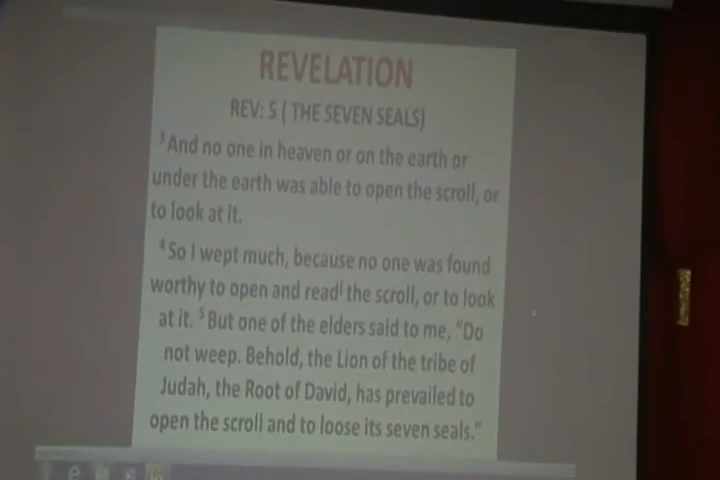 REVELATION
REV: 5 ( THE SEVEN SEALS)
³And no one in heaven or on the earth or
under the earth was able to open the scroll, or
to look at it.
⁴So I wept much, because no one was found
worthy to open and read the scroll, or to look
at it. ⁵But one of the elders said to me, “Do
not weep. Behold, the Lion of the tribe of
Judah, the Root of David, has prevailed to
open the scroll and to loose its seven seals.”